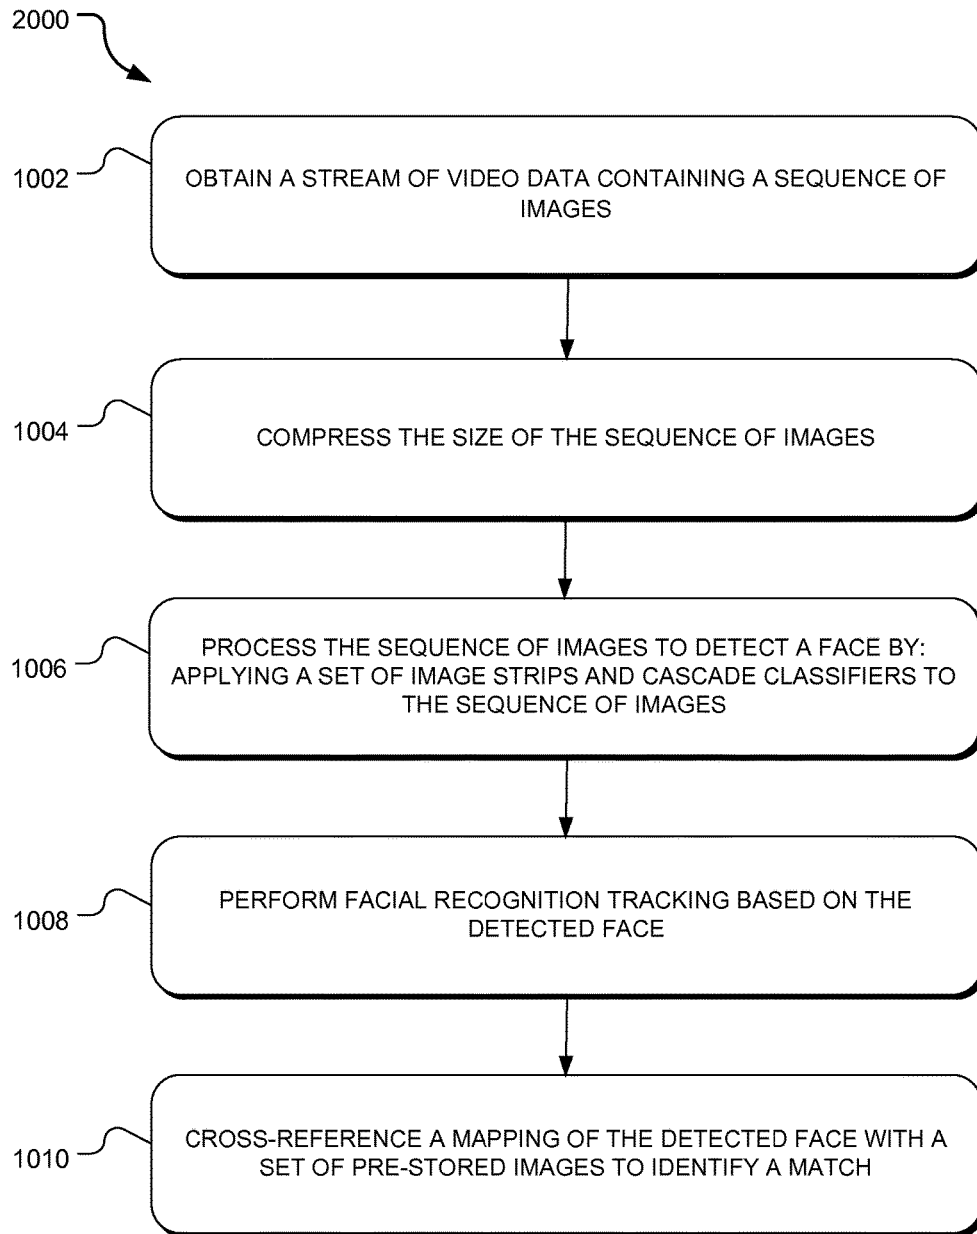 2000
1002
OBTAIN A STREAM OF VIDEO DATA CONTAINING A SEQUENCE OF
IMAGES
1004
COMPRESS THE SIZE OF THE SEQUENCE OF IMAGES
1006
PROCESS THE SEQUENCE OF IMAGES TO DETECT A FACE BY:
APPLYING A SET OF IMAGE STRIPS AND CASCADE CLASSIFIERS TO
THE SEQUENCE OF IMAGES
1008
PERFORM FACIAL RECOGNITION TRACKING BASED ON THE
DETECTED FACE
1010
CROSS-REFERENCE A MAPPING OF THE DETECTED FACE WITH A
SET OF PRE-STORED IMAGES TO IDENTIFY A MATCH